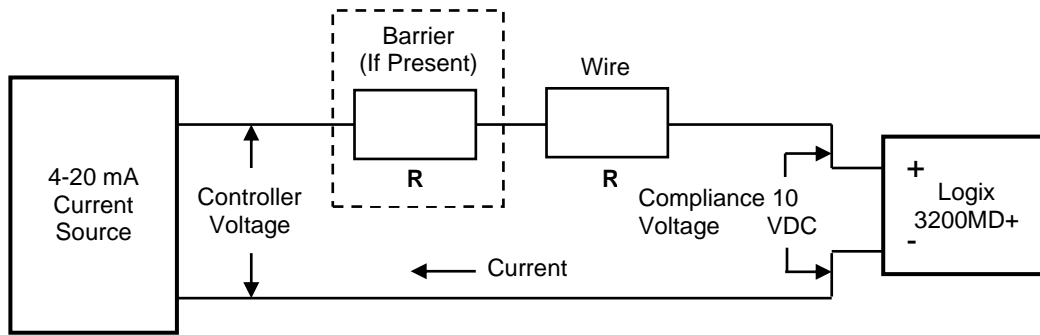 Barrier
(If Present)
Wire
R
R
4-20 mA
Current
Source
Controller
Voltage
Compliance 10
Voltage VDC
+
Logix
3200MD+
-
Current